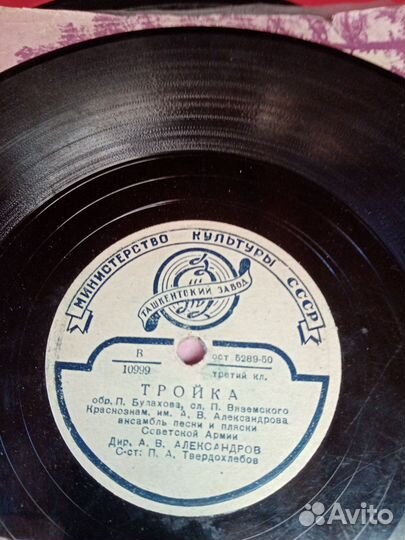 МИНИСТЕРСТВО КУЛЬТУРЫ СССР
ТАШКЕНТСКИЙ ЗАВОД
В
10999
ост 5289-50
третий кл.
ТРОЙКА
обр. П. Булахова, сл. П. Вяземского
Краснознам. им. А. В. Александрова
ансамбль песни и пляски
Советской Армии
Дир. А. В. АЛЕКСАНДРОВ
С-ст: П. А. Твердохлебов
Avito